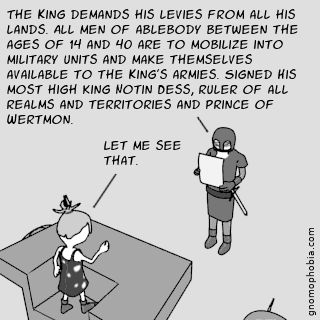 THE KING DEMANDS HIS LEVIES FROM ALL HIS
LANDS. ALL MEN OF ABLEBODY BETWEEN THE
AGES OF 14 AND 40 ARE TO MOBILIZE INTO
MILITARY UNITS AND MAKE THEMSELVES
AVAILABLE TO THE KING'S ARMIES. SIGNED HIS
MOST HIGH KING NOTIN DESS, RULER OF ALL
REALMS AND TERRITORIES AND PRINCE OF
WERTMON.
LET ME SEE
THAT.
gnomophobia.com